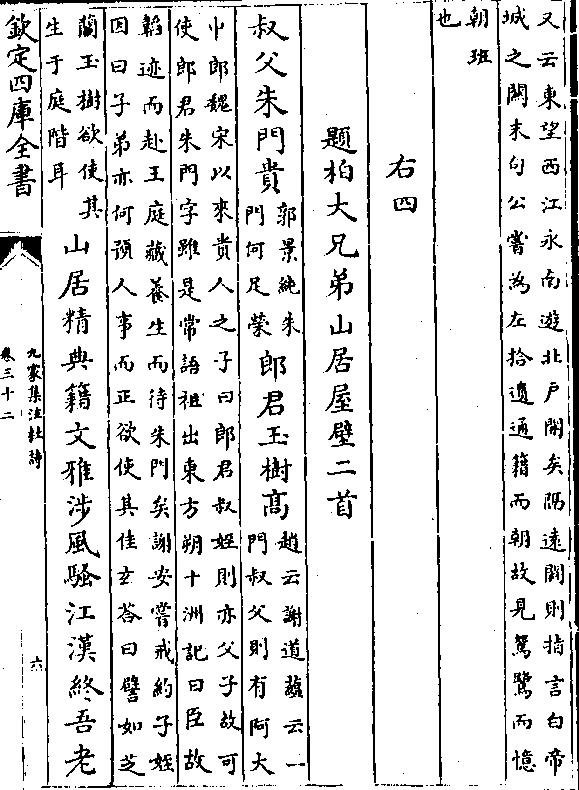 又云東望西江永南遊北戶開矣隔遠闕則指言白帝
城之闕末句公嘗為左拾遺通籍而朝故見鴛鷺而憶
朝班
也
右四
題柏大兄弟山居屋壁二首
叔父朱門貴郭景純朱門何足榮郎君玉樹高趙云謝道蘊云一門叔父則有阿大
中郎魏宋以來貴人之子曰郎君叔姪則亦父子故可
使郎君朱門字雖是常語祖出東方朔十洲記曰臣故
韜迹而赴王庭藏養生而待朱門矣謝安嘗戒約子姪
因曰子弟亦何預人事而正欲使其佳玄荅曰譬如芝
蘭玉樹欲使其生于庭階耳山居精典籍文雅涉風騷江漢終吾老
欽定四庫全書
九家集注杜詩
卷三十二
六